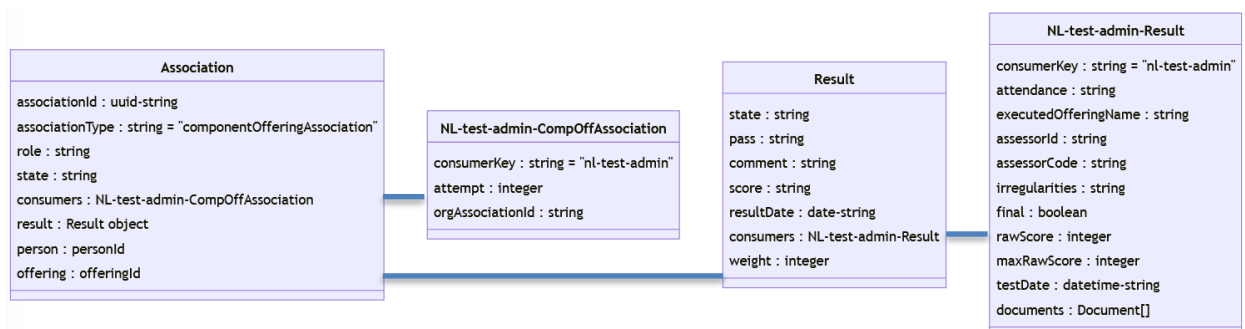 Association
associationId : uuid-string
associationType : string = "componentOfferingAssociation"
role : string
state : string
consumers : NL-test-admin-CompOffAssociation
result : Result object
person : personId
offering : offeringId
NL-test-admin-CompOffAssociation
consumerKey : string = "nl-test-admin"
attempt : integer
orgAssociationId : string
Result
state : string
pass : string
comment : string
score : string
resultDate : date-string
consumers : NL-test-admin-Result
weight : integer
NL-test-admin-Result
consumerKey : string = "nl-test-admin"
attendance : string
executedOfferingName : string
assessorId : string
assessorCode : string
irregularities : string
final : boolean
rawScore : integer
maxRawScore : integer
testDate : datetime-string
documents : Document[]